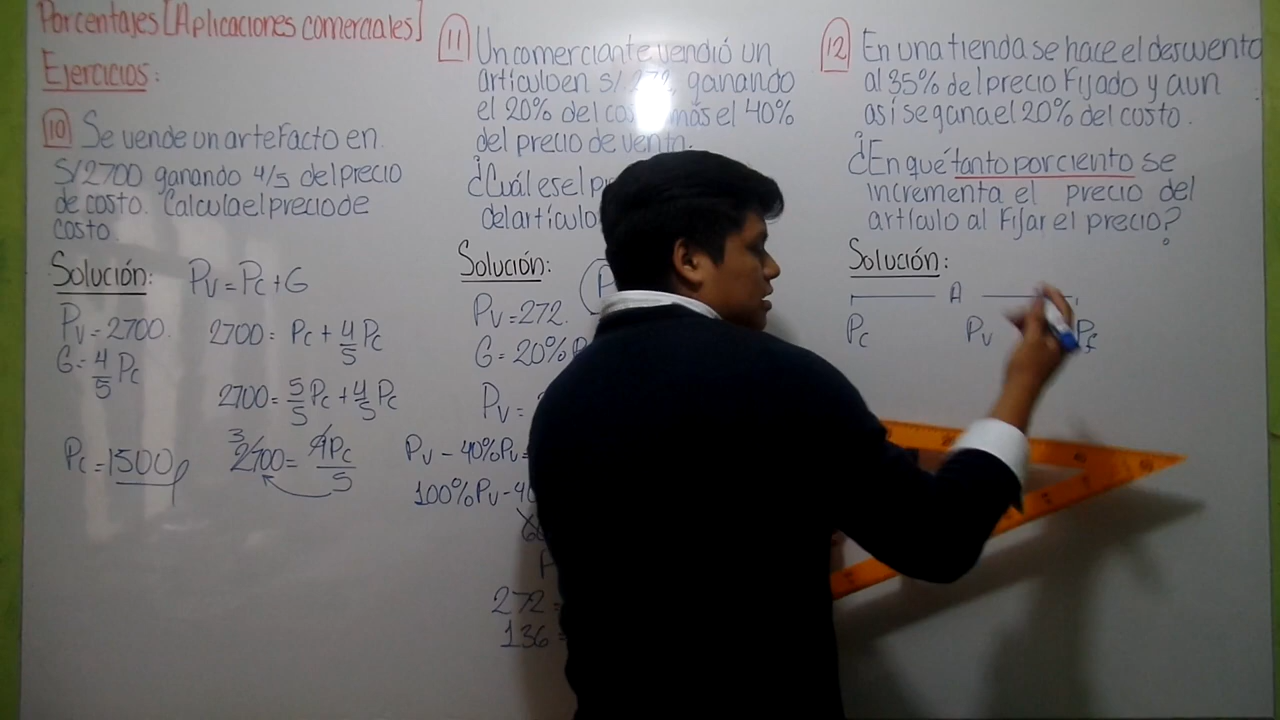 Porcentajes [Aplicaciones comerciales]
Ejercicios:
10 Se vende un artefacto en
S/2700 ganando 4/5 del precio
de costo. Calcula el precio de
costo.
Solución: Pv = Pc + G
Pv = 2700. 2700 = Pc + 4/5 Pc
G = 4/5 Pc
2700 = 5/5 Pc + 4/5 Pc
3
2700 = 9Pc/5
Pc = 1500
11 Un comerciante vendió un
artículo en s/ 272, ganando
el 20% del más el 40%
del precio de venta.
¿Cuál es el
del artículo
Solución:
Pv = 272.
G = 20%
Pv =
Pv - 40%Pv =
100%Pv - 40
272 =
136 =
12 En una tienda se hace el descuento
al 35% del precio fijado y aun
así se gana el 20% del costo.
¿En qué tanto por ciento se
incrementa el precio del
artículo al fijar el precio?
Solución:
A
Pc Pv Pf